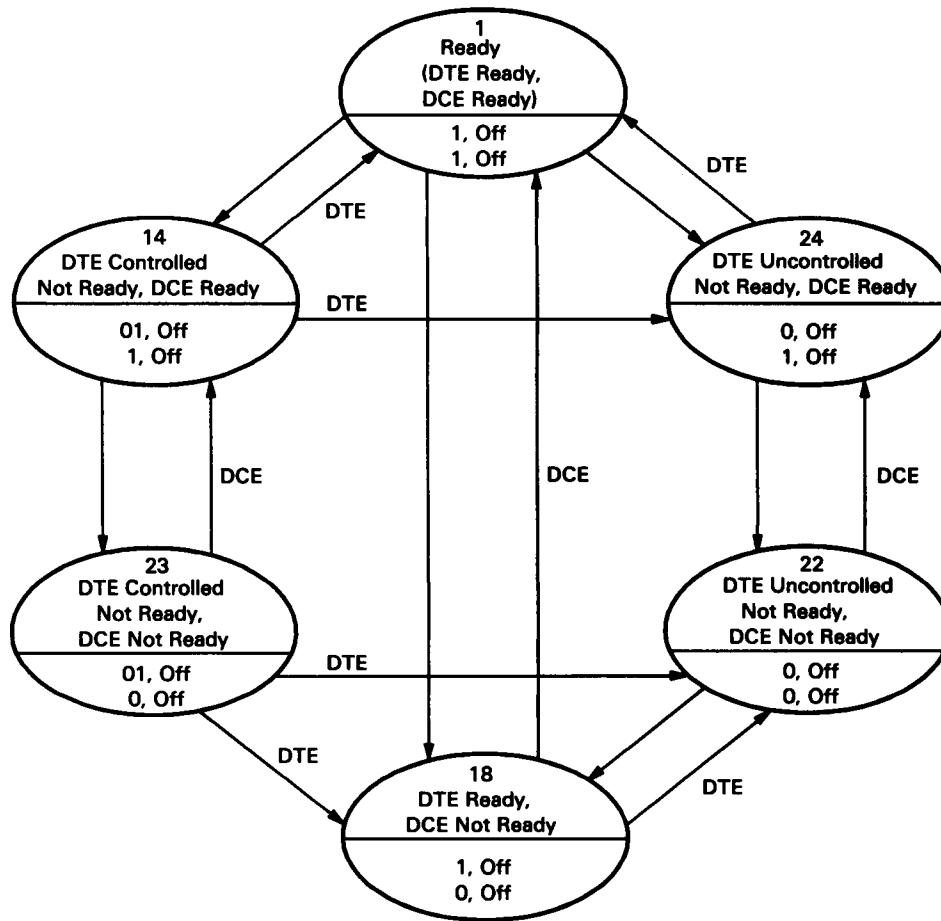 1
Ready
(DTE Ready,
DCE Ready)
1, Off
1, Off
DTE
DTE
14
DTE Controlled
Not Ready, DCE Ready
01, Off
1, Off
DTE
24
DTE Uncontrolled
Not Ready, DCE Ready
0, Off
1, Off
DCE
DCE
DCE
23
DTE Controlled
Not Ready,
DCE Not Ready
01, Off
0, Off
DTE
22
DTE Uncontrolled
Not Ready,
DCE Not Ready
0, Off
0, Off
DTE
DTE
18
DTE Ready,
DCE Not Ready
1, Off
0, Off